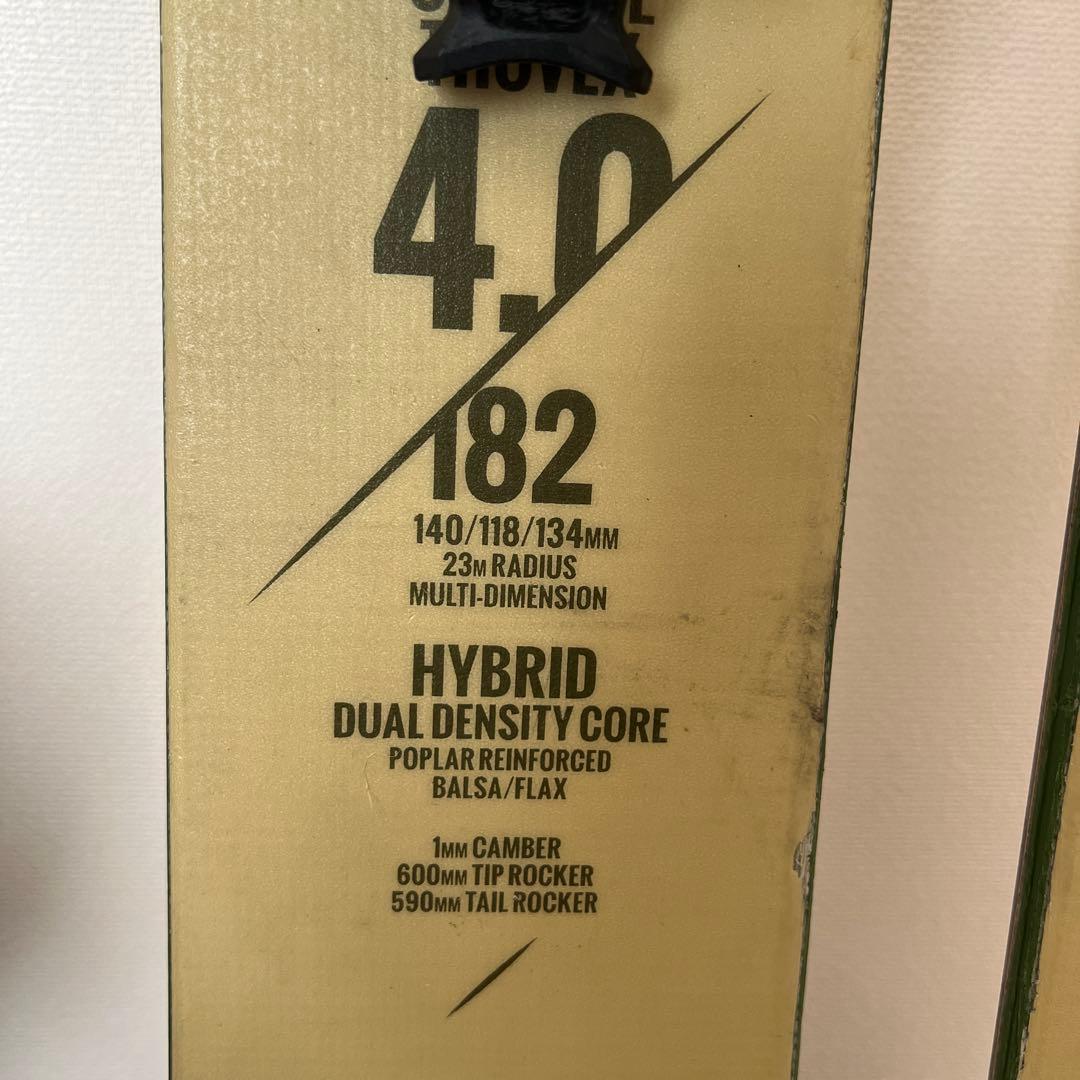 4.0
182
140/118/134MM
23M RADIUS
MULTI-DIMENSION
HYBRID
DUAL DENSITY CORE
POPLAR REINFORCED
BALSA/FLAX
1MM CAMBER
600MM TIP ROCKER
590MM TAIL ROCKER